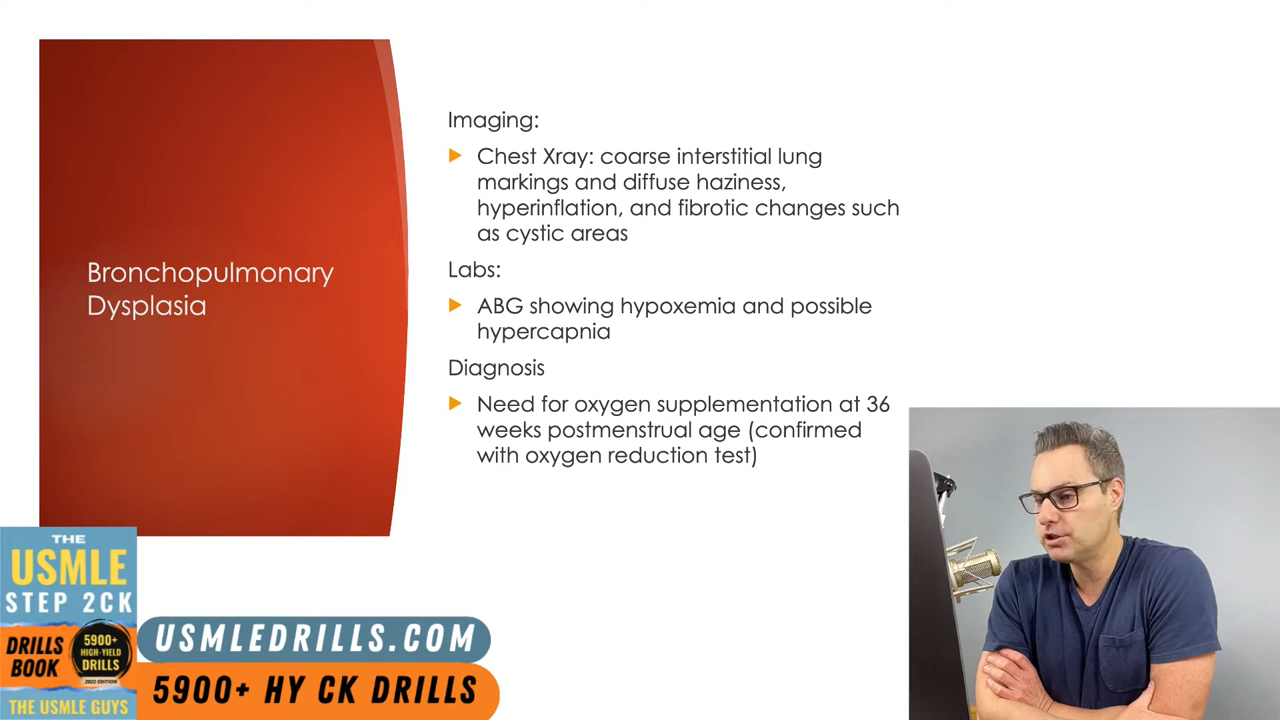 Bronchopulmonary
Dysplasia
Imaging:
Chest Xray: coarse interstitial lung
markings and diffuse haziness,
hyperinflation, and fibrotic changes such
as cystic areas
Labs:
ABG showing hypoxemia and possible
hypercapnia
Diagnosis
Need for oxygen supplementation at 36
weeks postmenstrual age (confirmed
with oxygen reduction test)
THE
USMLE
STEP 2CK
DRILLS
BOOK
5900+
HIGH-YIELD
DRILLS
2022 EDITION
THE USMLE GUYS
USMLEDRILLS.COM
5900+ HY CK DRILLS